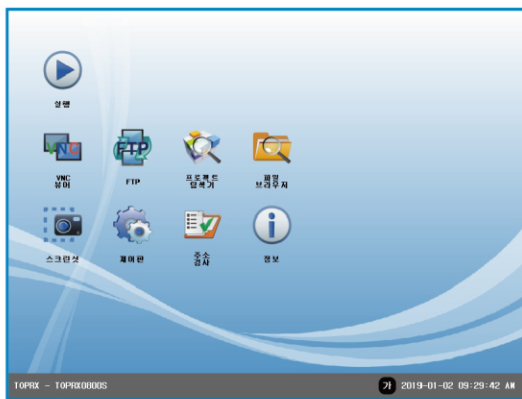 실행
VNC
FTP
VNC
뷰어
FTP
프로젝트
탐색기
파일
브라우저
스크린샷
제어판
주소
검사
정보
TOPRX - TOPRX0800S
가
2019-01-02 09:29:42 AM